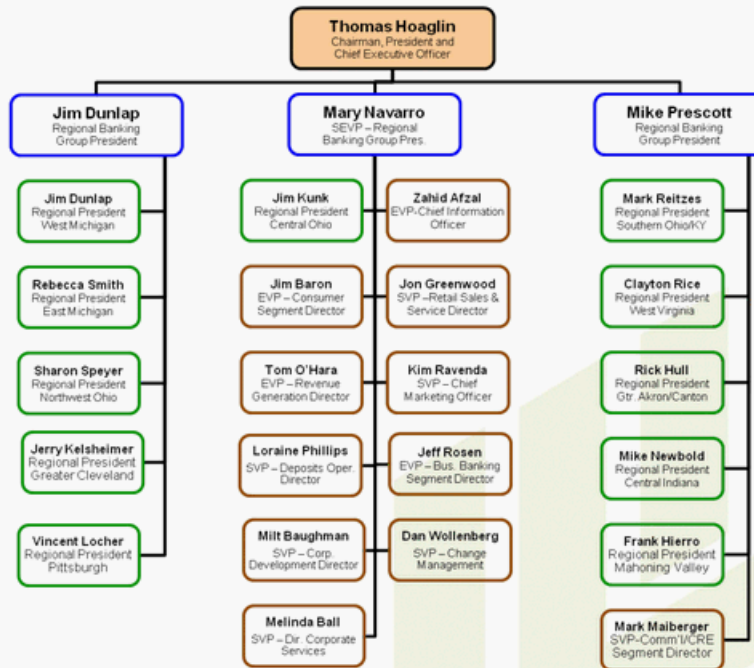 Thomas Hoaglin
Chairman, President and
Chief Executive Officer
Jim Dunlap
Regional Banking
Group President
Mary Navarro
SEVP – Regional
Banking Group Pres.
Mike Prescott
Regional Banking
Group President
Jim Dunlap
Regional President
West Michigan
Rebecca Smith
Regional President
East Michigan
Sharon Speyer
Regional President
Northwest Ohio
Jerry Kelsheimer
Regional President
Greater Cleveland
Vincent Locher
Regional President
Pittsburgh
Jim Kunk
Regional President
Central Ohio
Zahid Afzal
EVP-Chief Information
Officer
Jim Baron
EVP – Consumer
Segment Director
Jon Greenwood
SVP –Retail Sales &
Service Director
Tom O'Hara
EVP – Revenue
Generation Director
Kim Ravenda
SVP – Chief
Marketing Officer
Loraine Phillips
SVP – Deposits Oper.
Director
Jeff Rosen
EVP – Bus. Banking
Segment Director
Milt Baughman
SVP – Corp.
Development Director
Dan Wollenberg
SVP – Change
Management
Melinda Ball
SVP – Dir. Corporate
Services
Mark Reitzes
Regional President
Southern Ohio/KY
Clayton Rice
Regional President
West Virginia
Rick Hull
Regional President
Gtr. Akron/Canton
Mike Newbold
Regional President
Central Indiana
Frank Hierro
Regional President
Mahoning Valley
Mark Maiberger
SVP-Comm'l/CRE
Segment Director